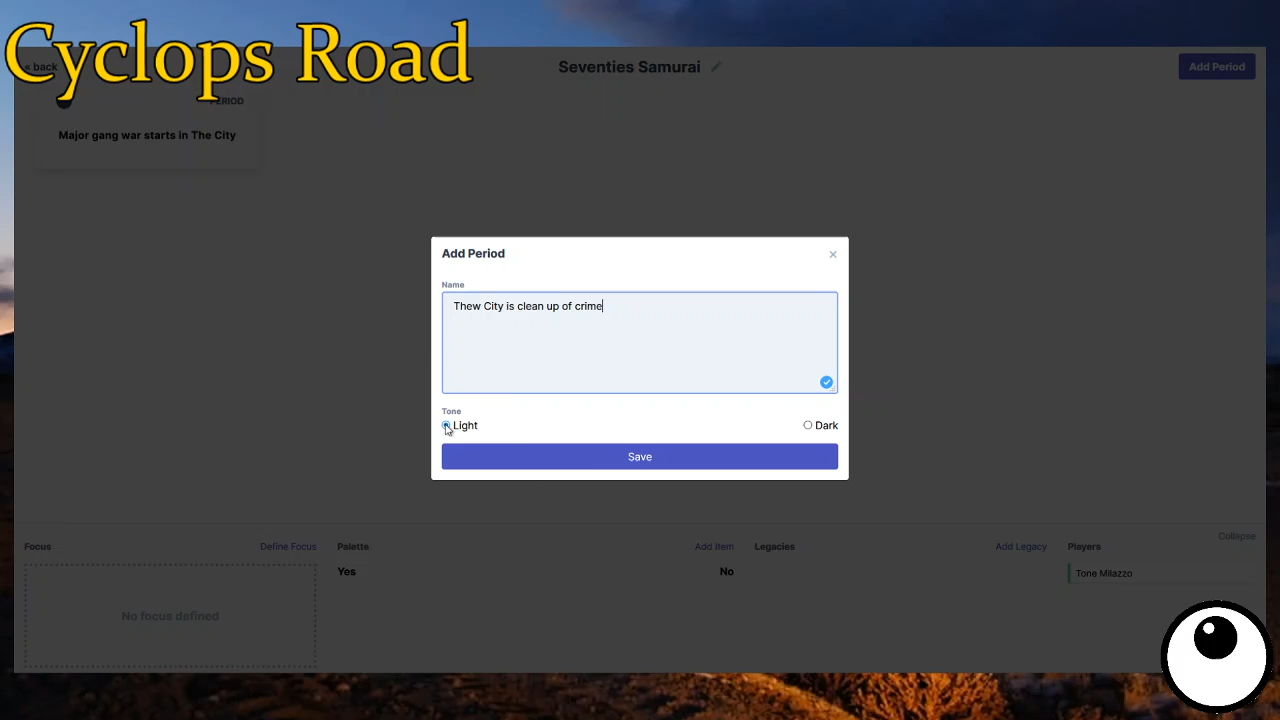 Cyclops Road
« back
Seventies Samurai
Add Period
PERIOD
Major gang war starts in The City
Add Period
×
Name
Thew City is clean up of crime
Tone
Light
Dark
Save
Collapse
Focus
Define Focus
Palette
Add Item
Legacies
Add Legacy
Players
Yes
No
Tone Milazzo
No focus defined